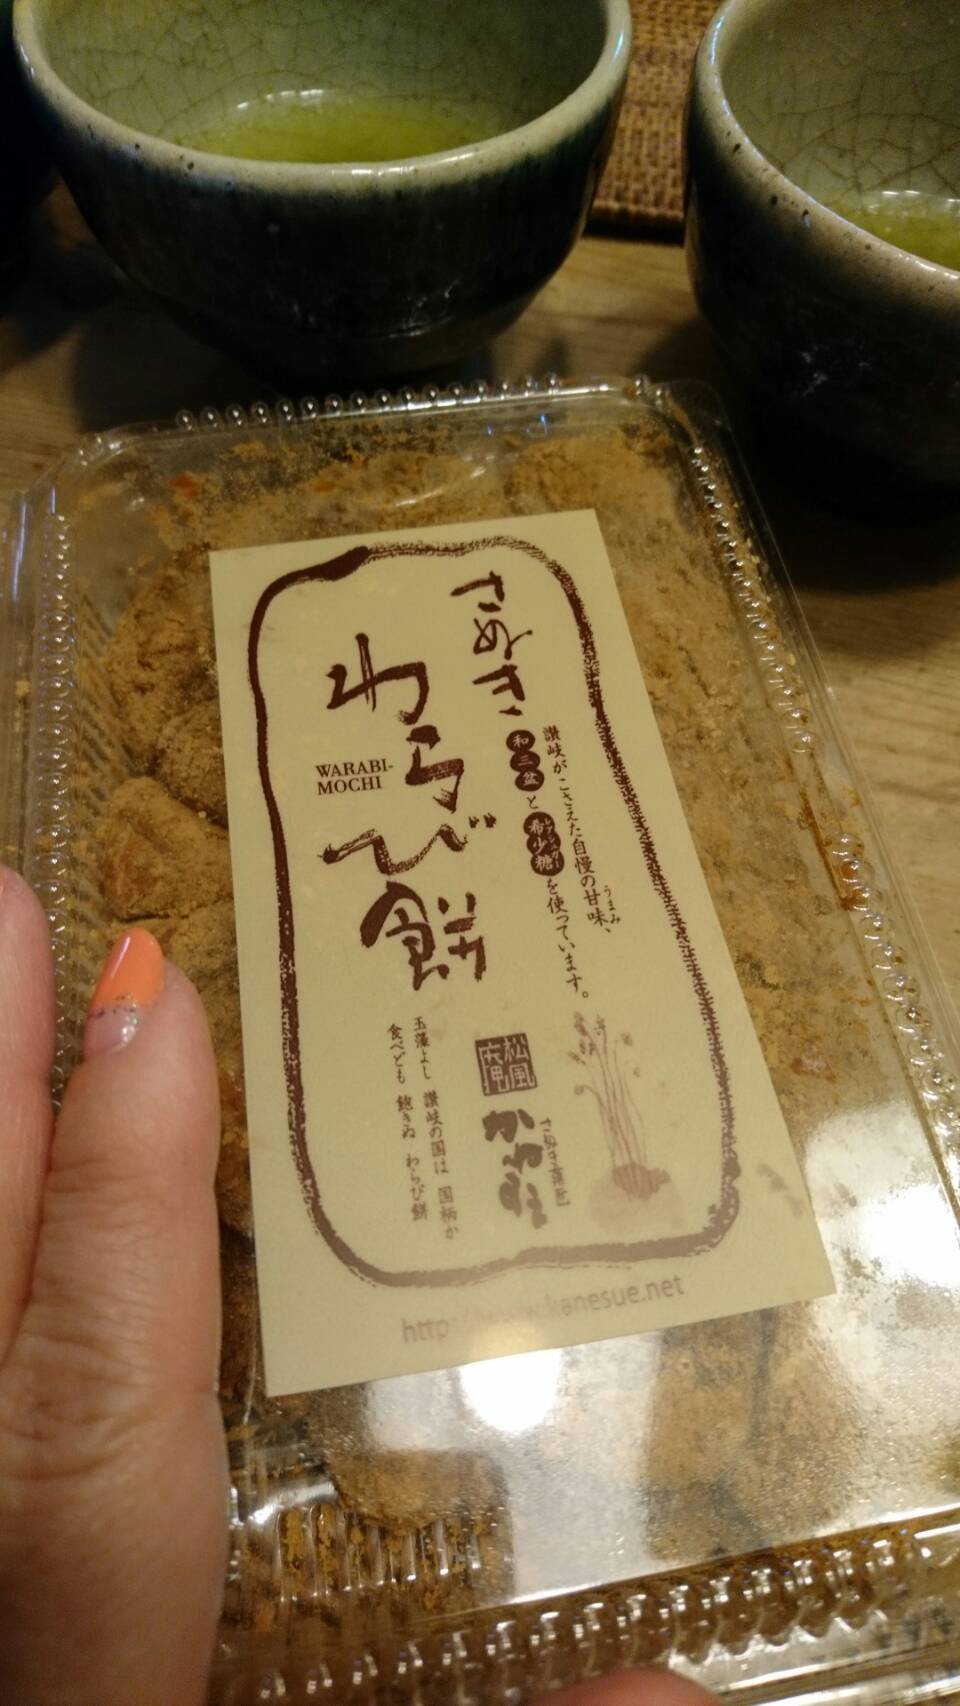 さぬき
わらび餅
WARABI-
MOCHI
讃岐がこさえた自慢の甘味、
うまみ
和三盆と希少糖を使っています。
玉藻よし 讃岐の国は 国柄か
食べども 飽きぬ わらび餅
松風庵
かねすえ
kanesue.net